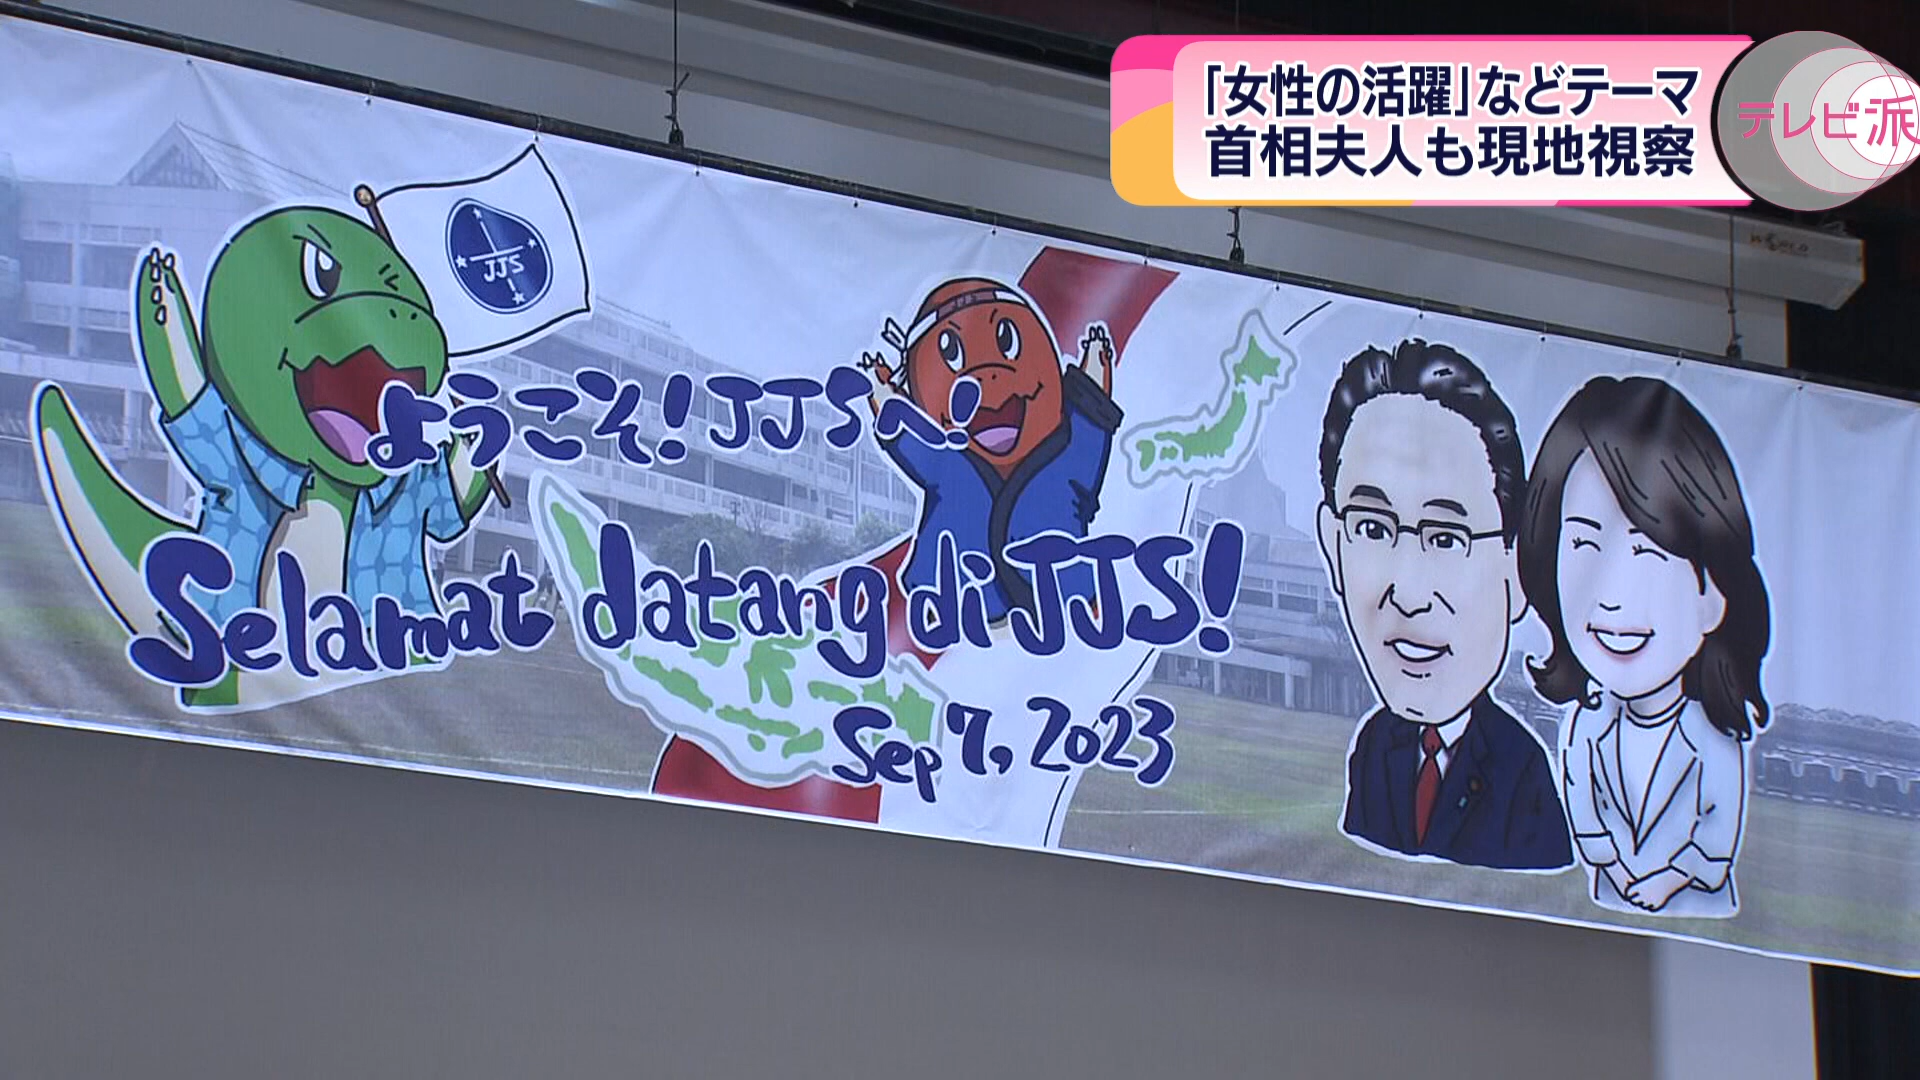 「女性の活躍」などテーマ
首相夫人も現地視察
テレビ派
JJS
ようこそ！JJSへ！
Selamat datang di JJS!
Sep 7, 2023